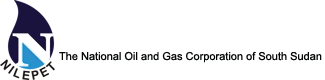 N
NILEPET
The National Oil and Gas Corporation of South Sudan